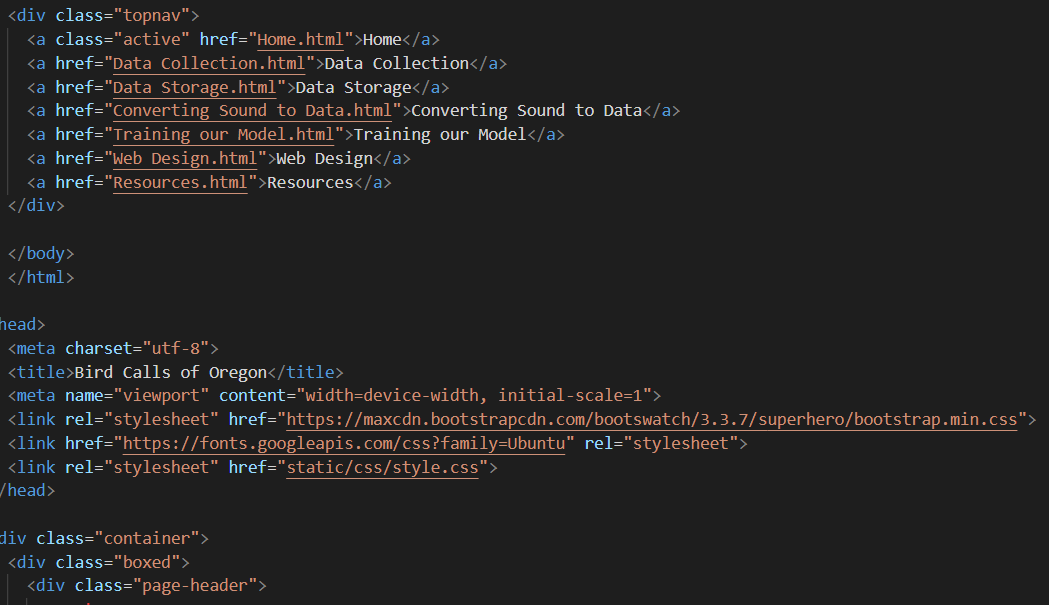 <div class="topnav">
<a class="active" href="Home.html">Home</a>
<a href="Data Collection.html">Data Collection</a>
<a href="Data Storage.html">Data Storage</a>
<a href="Converting Sound to Data.html">Converting Sound to Data</a>
<a href="Training our Model.html">Training our Model</a>
<a href="Web Design.html">Web Design</a>
<a href="Resources.html">Resources</a>
</div>
</body>
</html>
head>
<meta charset="utf-8">
<title>Bird Calls of Oregon</title>
<meta name="viewport" content="width=device-width, initial-scale=1">
<link rel="stylesheet" href="https://maxcdn.bootstrapcdn.com/bootswatch/3.3.7/superhero/bootstrap.min.css">
<link href="https://fonts.googleapis.com/css?family=Ubuntu" rel="stylesheet">
<link rel="stylesheet" href="static/css/style.css">
/head>
div class="container">
<div class="boxed">
<div class="page-header">